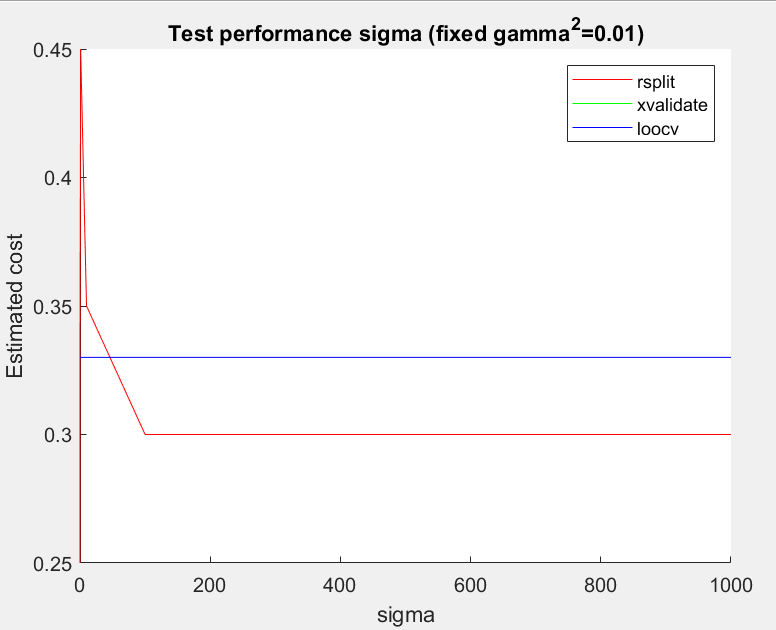 Test performance sigma (fixed gamma²=0.01)
0.45
rsplit
xvalidate
loocv
0.4
Estimated cost
0.35
0.3
0.25
0
200
400
600
800
1000
sigma